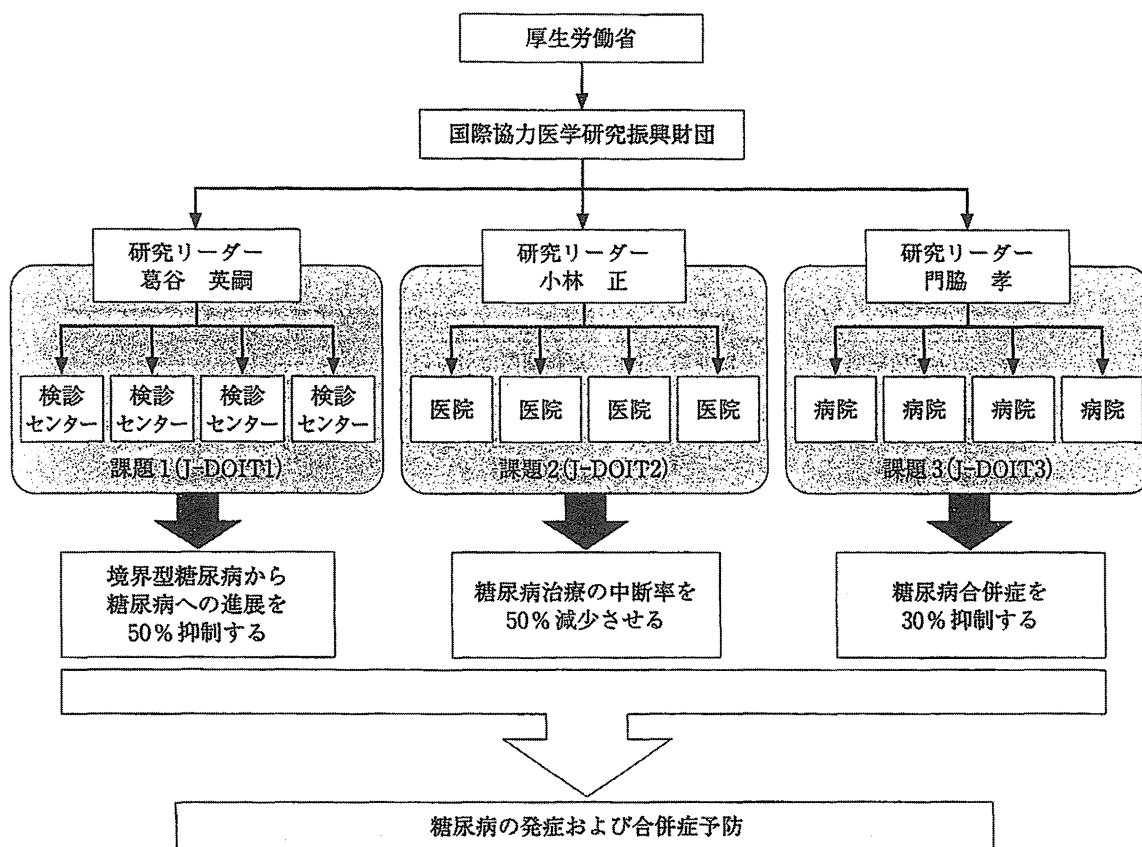 厚生労働省
国際協力医学研究振興財団
研究リーダー
葛谷 英嗣
研究リーダー
小林 正
研究リーダー
門脇 孝
検診
センター
検診
センター
検診
センター
検診
センター
医院
医院
医院
医院
病院
病院
病院
病院
課題1(J-DOIT1)
課題2(J-DOIT2)
課題3(J-DOIT3)
境界型糖尿病から
糖尿病への進展を
50%抑制する
糖尿病治療の中断率を
50%減少させる
糖尿病合併症を
30%抑制する
糖尿病の発症および合併症予防